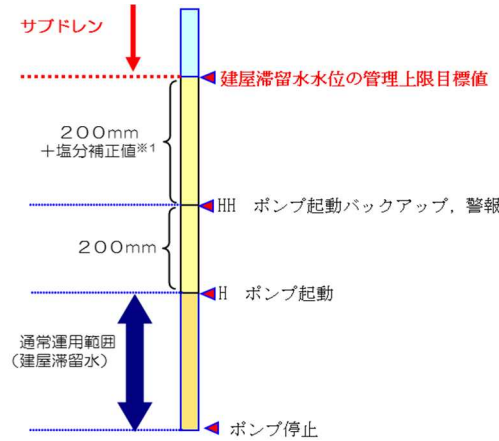 サブドレン
建屋滞留水水位の管理上限目標値
200mm
＋塩分補正値※1
HH ポンプ起動バックアップ，警報
200mm
H ポンプ起動
通常運用範囲
（建屋滞留水）
ポンプ停止